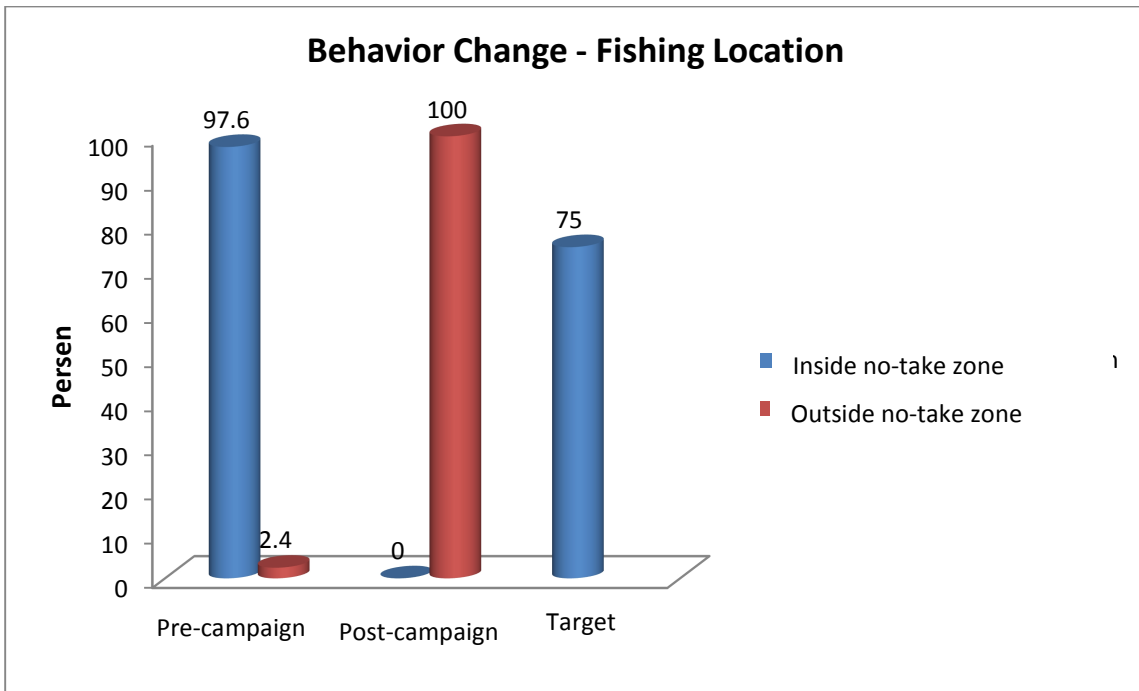 Behavior Change - Fishing Location
97.6
100
75
2.4
0
100
90
80
70
60
50
40
30
20
10
0
Persen
Pre-campaign
Post-campaign
Target
Inside no-take zone
Outside no-take zone